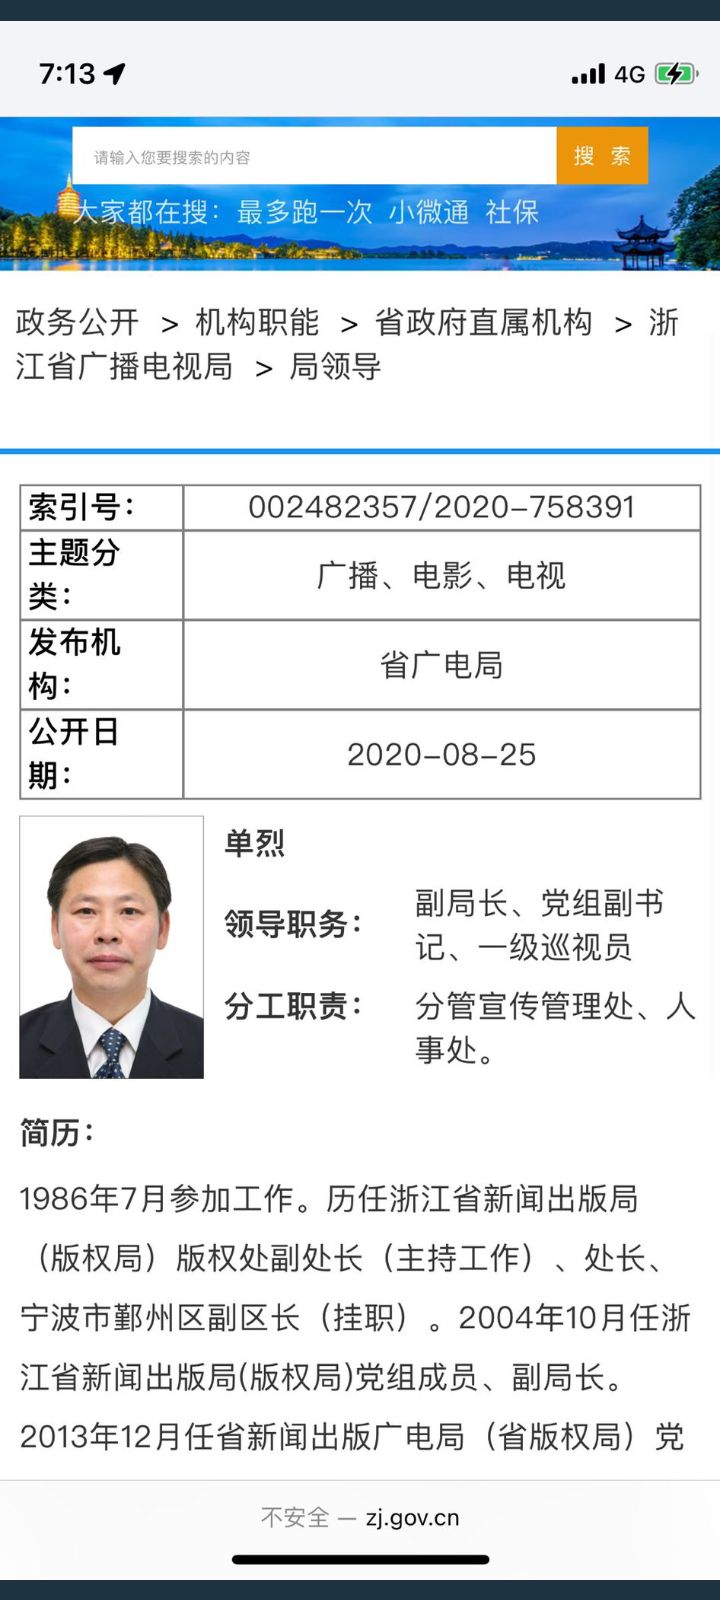 7:13
4G
请输入您要搜索的内容
搜 索
大家都在搜：最多跑一次 小微通 社保
政务公开 > 机构职能 > 省政府直属机构 > 浙
江省广播电视局 > 局领导
索引号：
002482357/2020-758391
主题分
类：
广播、电影、电视
发布机
构：
省广电局
公开日
期：
2020-08-25
单烈
领导职务：
副局长、党组副书
记、一级巡视员
分工职责：
分管宣传管理处、人
事处。
简历：
1986年7月参加工作。历任浙江省新闻出版局
（版权局）版权处副处长（主持工作）、处长、
宁波市鄞州区副区长（挂职）。2004年10月任浙
江省新闻出版局(版权局)党组成员、副局长。
2013年12月任省新闻出版广电局（省版权局）党
不安全 — zj.gov.cn